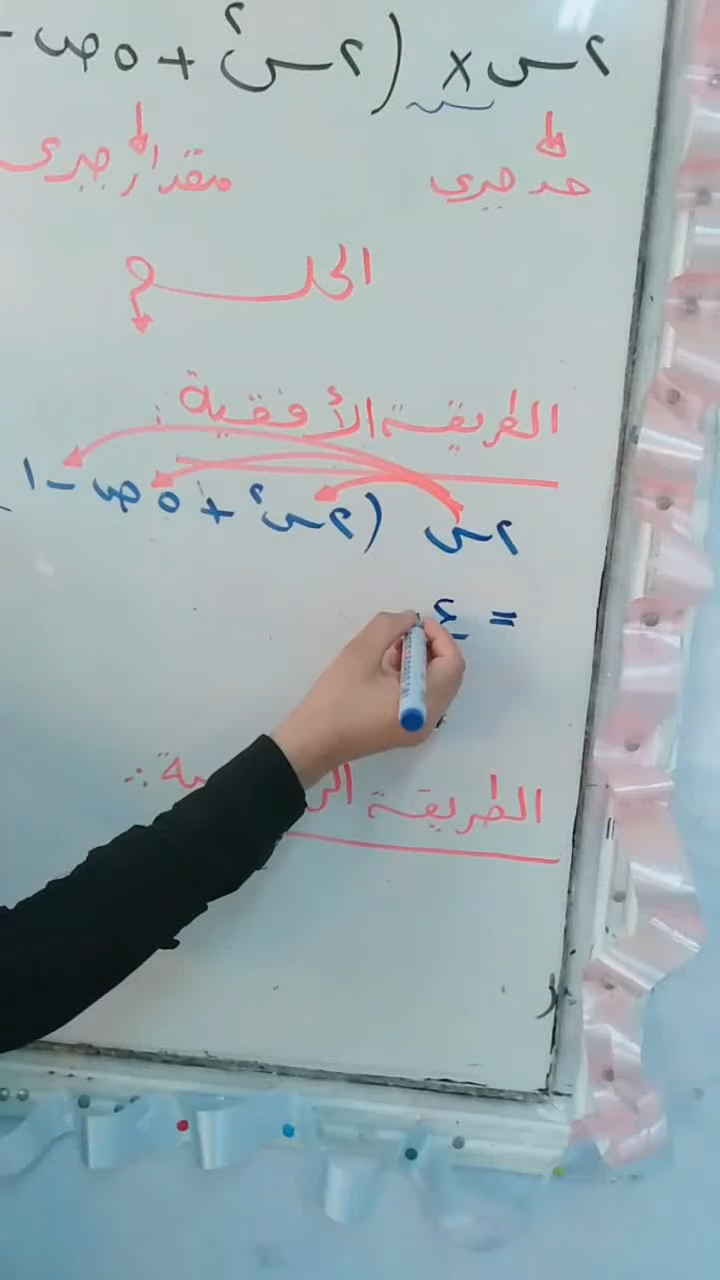 ٢س × (٢س٢ + ٥ص -
حد جبري مقدار جبري
الحل
الطريقة الأفقية :
٢س (٢س٢ + ٥ص - ١
= ٤
الطريقة